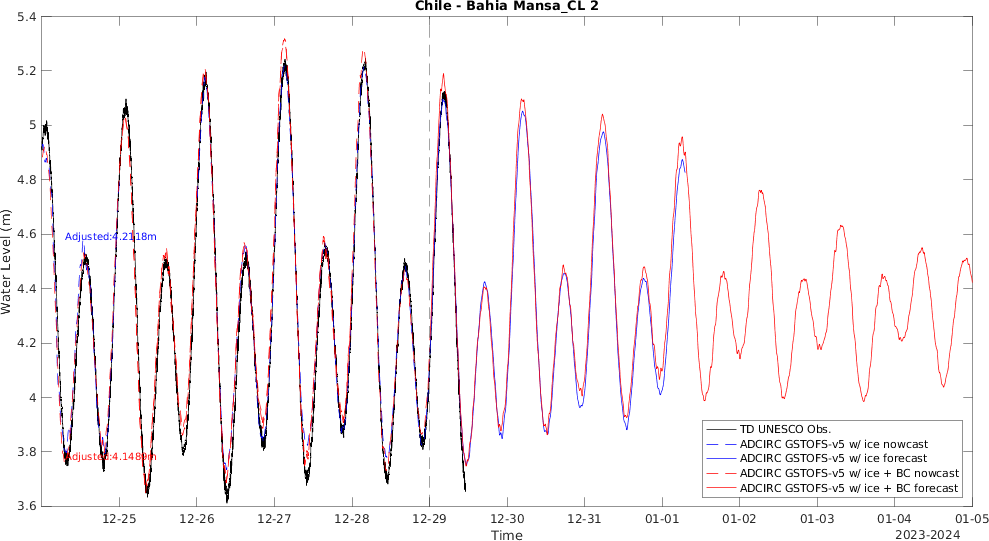 Chile - Bahia Mansa_CL 2
5.4
5.2
5
4.8
4.6
4.4
4.2
4
3.8
3.6
Water Level (m)
Adjusted:4.2118m
Adjusted:4.1489m
TD UNESCO Obs.
ADCIRC GSTOFS-v5 w/ ice nowcast
ADCIRC GSTOFS-v5 w/ ice forecast
ADCIRC GSTOFS-v5 w/ ice + BC nowcast
ADCIRC GSTOFS-v5 w/ ice + BC forecast
12-25 12-26 12-27 12-28 12-29 12-30 12-31 01-01 01-02 01-03 01-04 01-05
Time
2023-2024